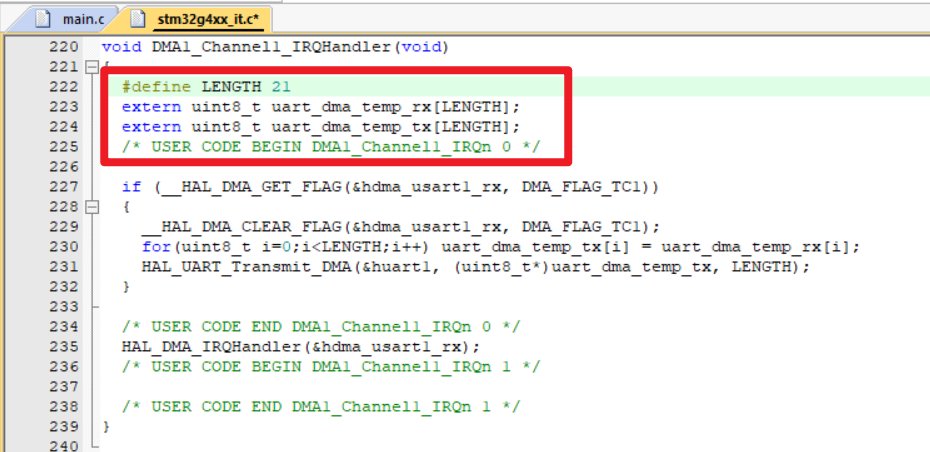 main.c
stm32g4xx_it.c*
220 void DMA1_Channel1_IRQHandler(void)
221 {
222 #define LENGTH 21
223 extern uint8_t uart_dma_temp_rx[LENGTH];
224 extern uint8_t uart_dma_temp_tx[LENGTH];
225 /* USER CODE BEGIN DMA1_Channel1_IRQn 0 */
226
227 if (__HAL_DMA_GET_FLAG(&hdma_usart1_rx, DMA_FLAG_TC1))
228 {
229 __HAL_DMA_CLEAR_FLAG(&hdma_usart1_rx, DMA_FLAG_TC1);
230 for(uint8_t i=0;i<LENGTH;i++) uart_dma_temp_tx[i] = uart_dma_temp_rx[i];
231 HAL_UART_Transmit_DMA(&huart1, (uint8_t*)uart_dma_temp_tx, LENGTH);
232 }
233
234 /* USER CODE END DMA1_Channel1_IRQn 0 */
235 HAL_DMA_IRQHandler(&hdma_usart1_rx);
236 /* USER CODE BEGIN DMA1_Channel1_IRQn 1 */
237
238 /* USER CODE END DMA1_Channel1_IRQn 1 */
239 }
240